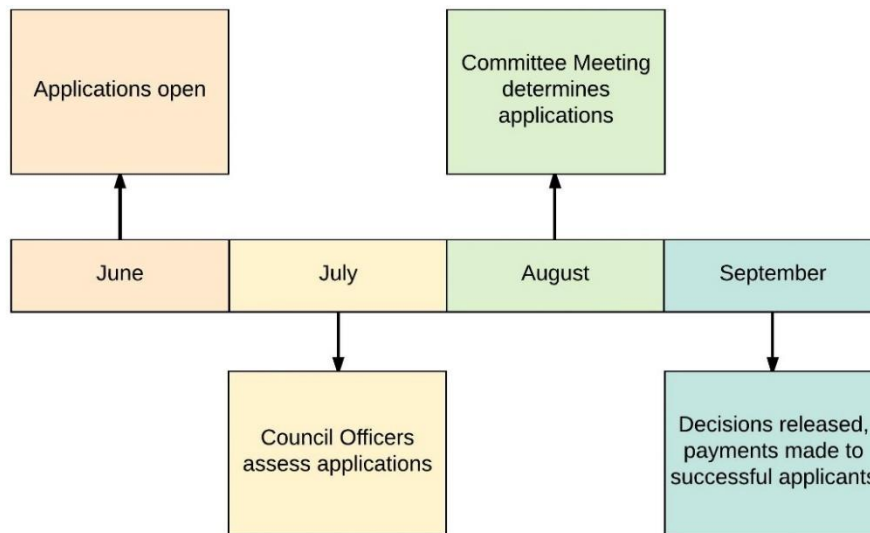 Applications open
Committee Meeting
determines
applications
June
July
August
September
Council Officers
assess applications
Decisions released,
payments made to
successful applicants